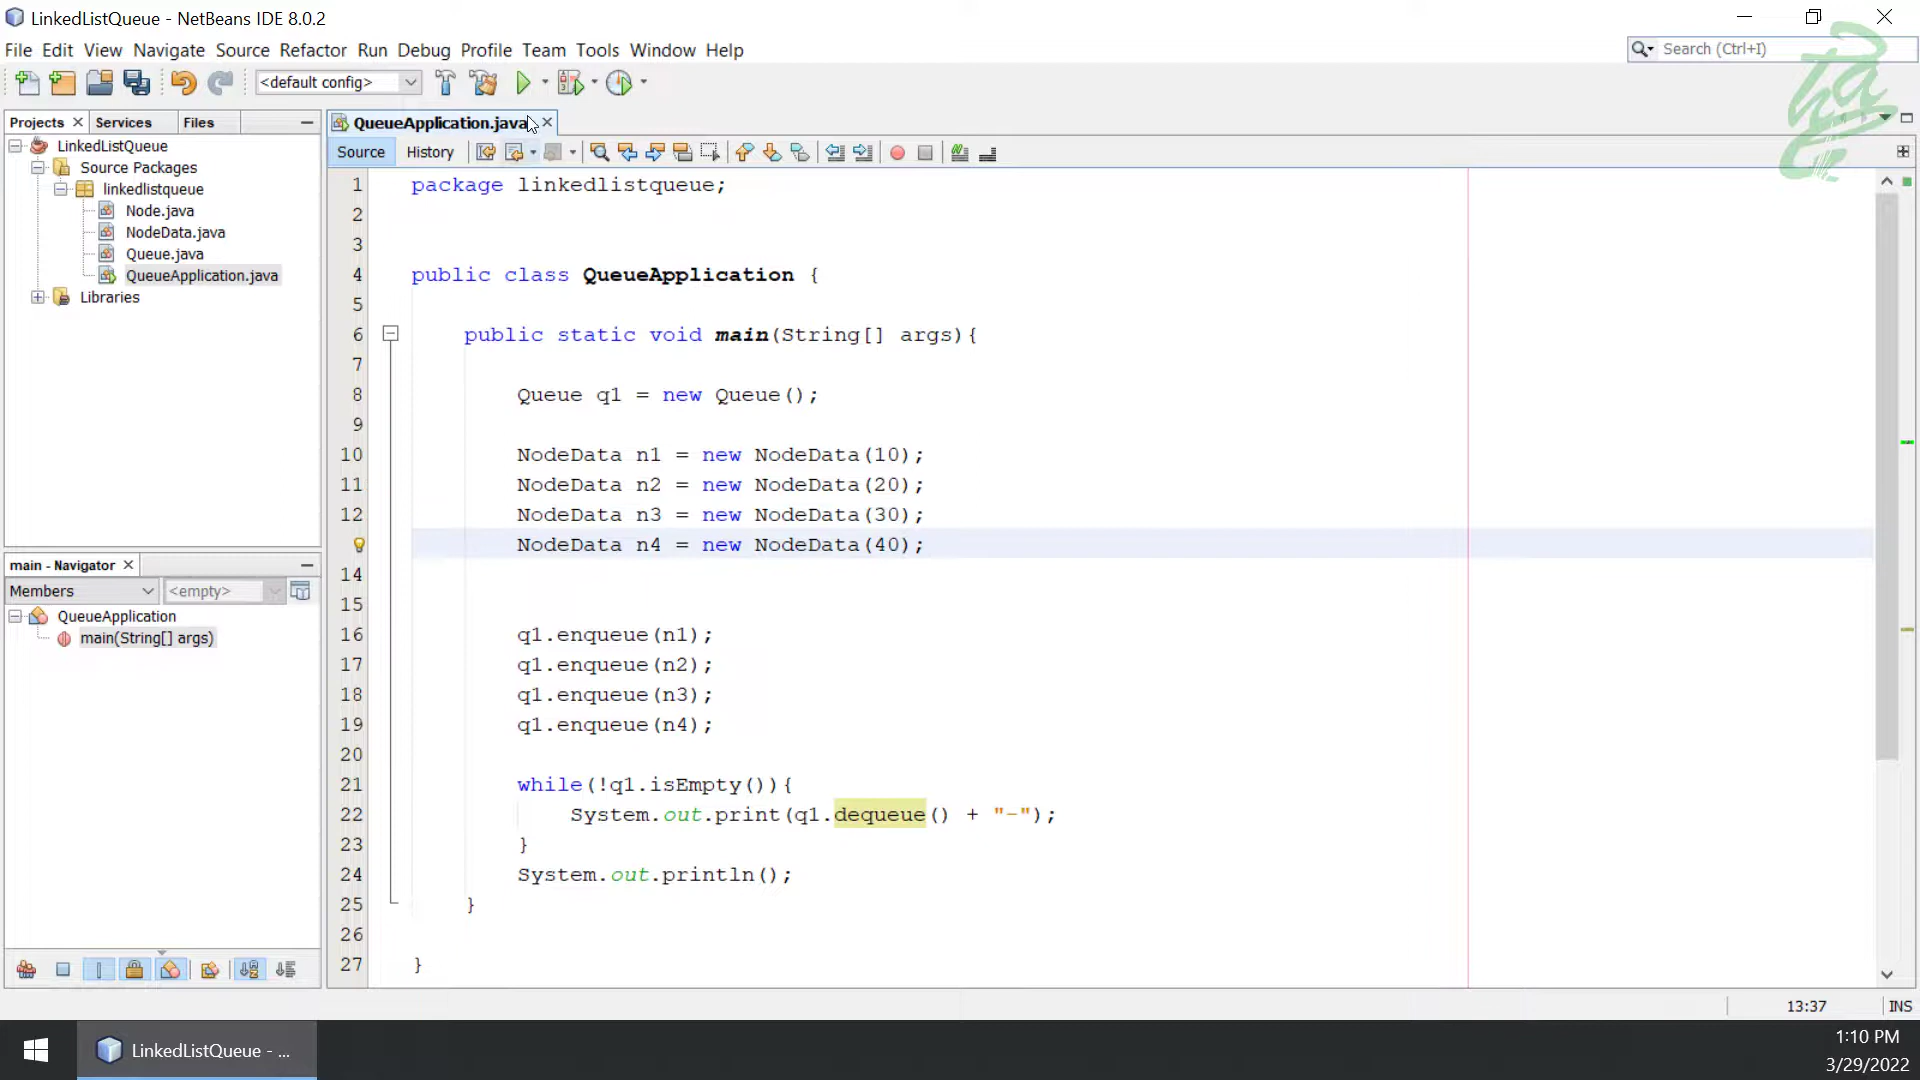 LinkedListQueue - NetBeans IDE 8.0.2
File Edit View Navigate Source Refactor Run Debug Profile Team Tools Window Help
Search (Ctrl+I)
<default config>
Projects Services Files
QueueApplication.java
Source History
LinkedListQueue
Source Packages
linkedlistqueue
Node.java
NodeData.java
Queue.java
QueueApplication.java
Libraries
main - Navigator
Members <empty>
QueueApplication
main(String[] args)
1 package linkedlistqueue;
2
3
4 public class QueueApplication {
5
6 public static void main(String[] args){
7
8 Queue q1 = new Queue();
9
10 NodeData n1 = new NodeData(10);
11 NodeData n2 = new NodeData(20);
12 NodeData n3 = new NodeData(30);
NodeData n4 = new NodeData(40);
14
15
16 q1.enqueue(n1);
17 q1.enqueue(n2);
18 q1.enqueue(n3);
19 q1.enqueue(n4);
20
21 while(!q1.isEmpty()){
22 System.out.print(q1.dequeue() + "-");
23 }
24 System.out.println();
25 }
26
27 }
13:37 INS
LinkedListQueue - ...
1:10 PM
3/29/2022